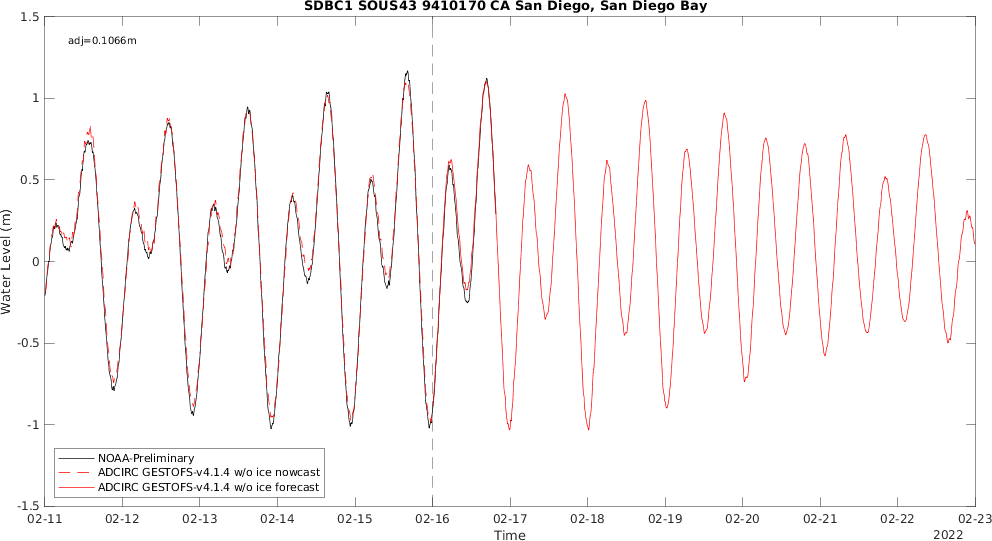 SDBC1 SOUS43 9410170 CA San Diego, San Diego Bay
1.5
adj=0.1066m
1
0.5
Water Level (m)
0
-0.5
-1
NOAA-Preliminary
ADCIRC GESTOFS-v4.1.4 w/o ice nowcast
ADCIRC GESTOFS-v4.1.4 w/o ice forecast
-1.5
02-11 02-12 02-13 02-14 02-15 02-16 02-17 02-18 02-19 02-20 02-21 02-22 02-23
Time
2022